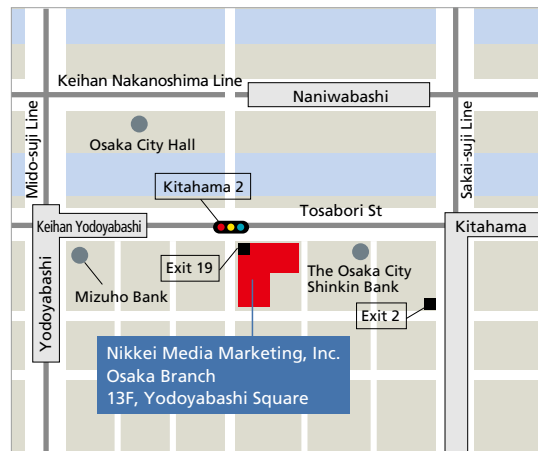 Keihan Nakanoshima Line
Naniwabashi
Mido-suji Line
Sakai-suji Line
Osaka City Hall
Kitahama 2
Tosabori St
Keihan Yodoyabashi
Kitahama
Exit 19
Mizuho Bank
The Osaka City
Shinkin Bank
Exit 2
Yodoyabashi
Nikkei Media Marketing, Inc.
Osaka Branch
13F, Yodoyabashi Square